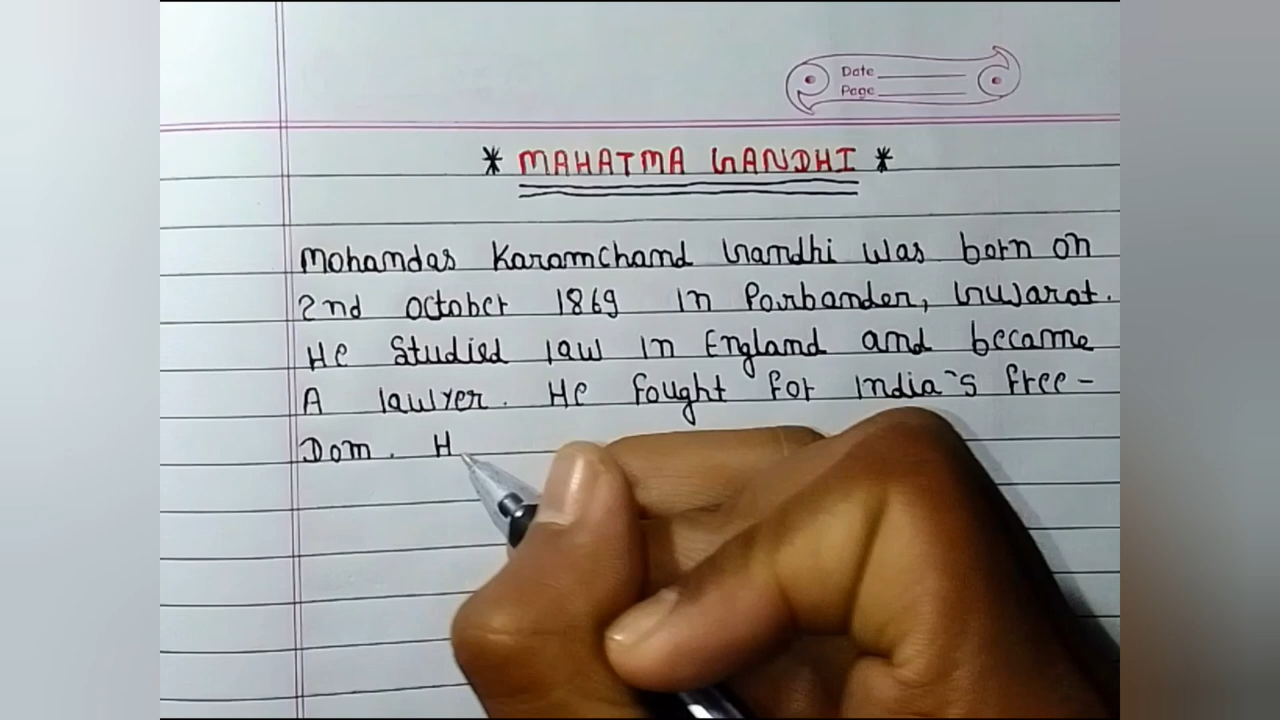 Date
Page
* MAHATMA GANDHI *
Mohamdas Karamchand Gandhi was born on
2nd october 1869 in Porbander, Gujarat.
He Studied law in England and became
A lawyer. He fought for India's free-
Dom. H